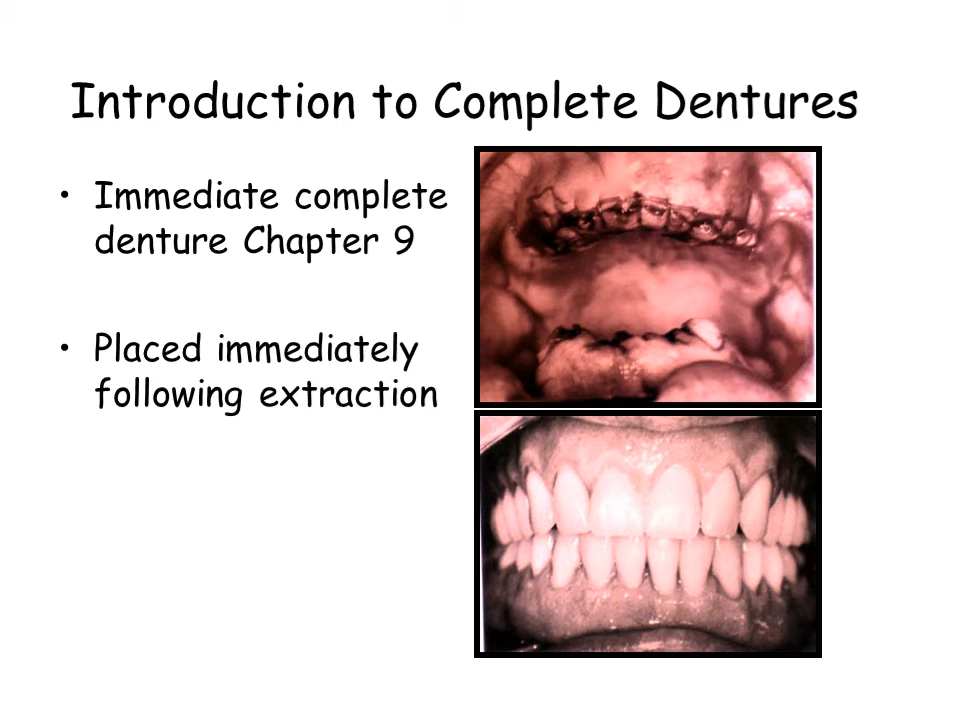 Introduction to Complete Dentures
• Immediate complete
denture Chapter 9
• Placed immediately
following extraction